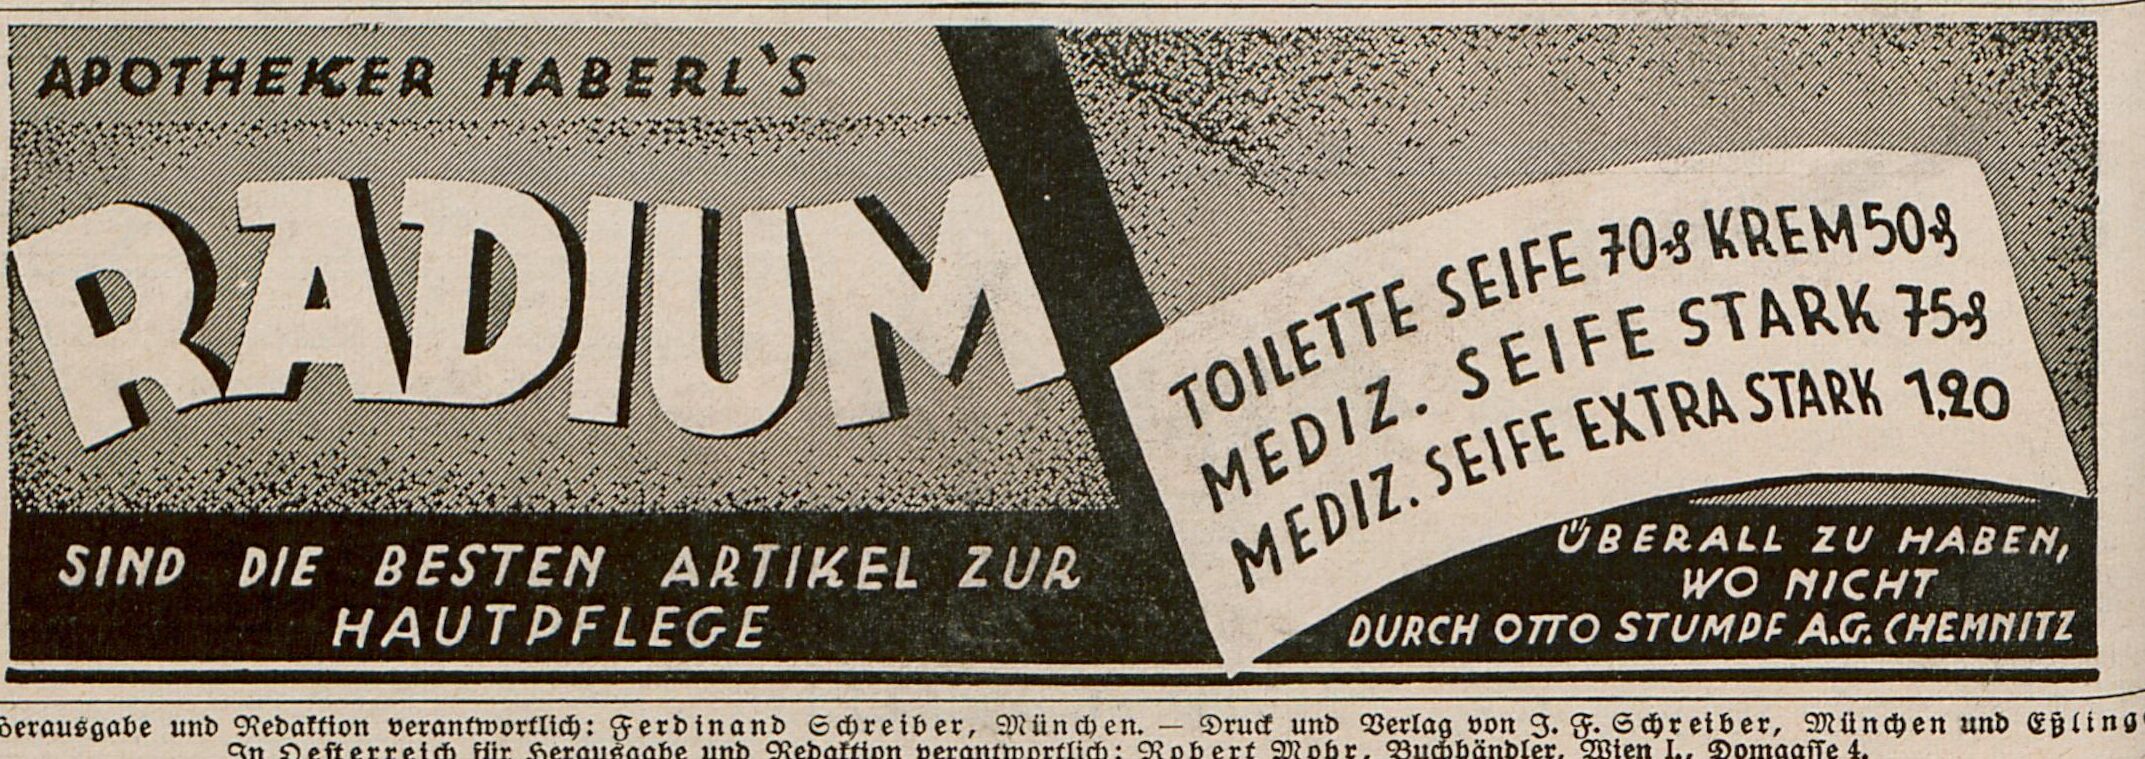 APOTHEKER HABERL'S
RADIUM
SIND DIE BESTEN ARTIKEL ZUR
HAUTPFLEGE
TOILETTE SEIFE 70₰ KREM 50₰
MEDIZ. SEIFE STARK 75₰
MEDIZ. SEIFE EXTRA STARK 1,20
ÜBERALL ZU HABEN,
WO NICHT
DURCH OTTO STUMPF A.G. CHEMNITZ
Herausgabe und Redaktion verantwortlich: Ferdinand Schreiber, München. — Druck und Verlag von J. F. Schreiber, München und Eßling
In Oesterreich für Herausgabe und Redaktion verantwortlich: Robert Mohr, Buchhändler, Wien I., Domgasse 4.